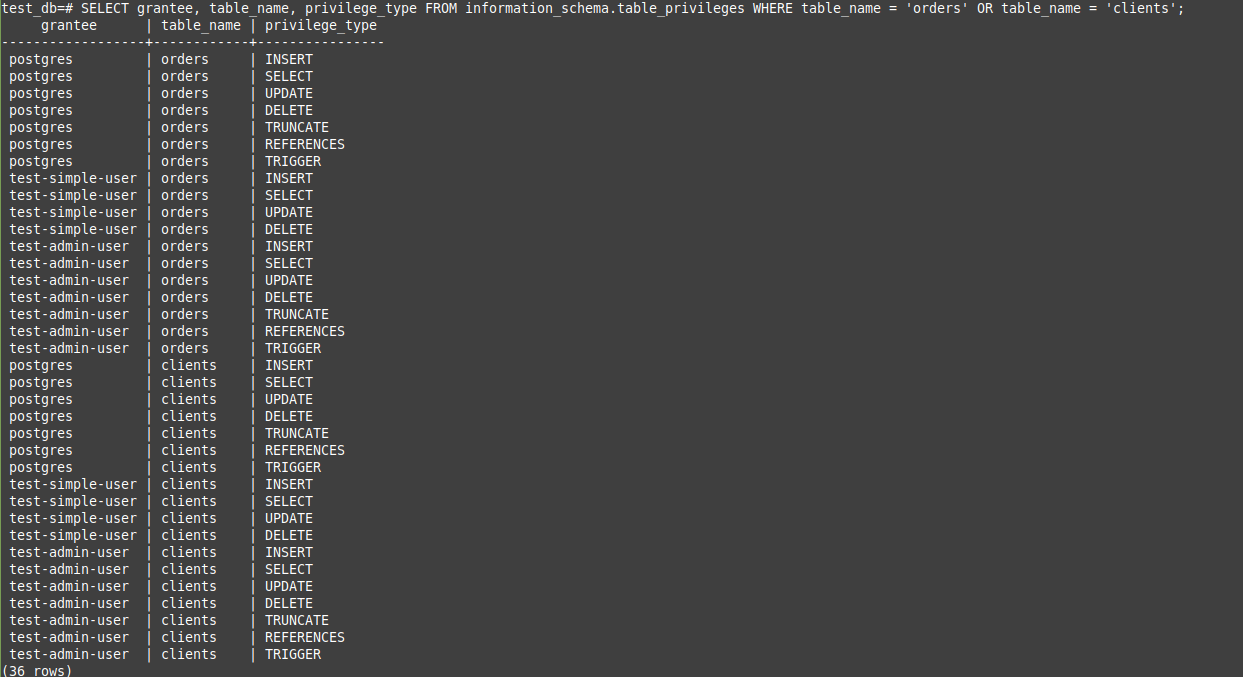 test_db=# SELECT grantee, table_name, privilege_type FROM information_schema.table_privileges WHERE table_name = 'orders' OR table_name = 'clients';
     grantee      | table_name | privilege_type
------------------+------------+----------------
 postgres         | orders     | INSERT
 postgres         | orders     | SELECT
 postgres         | orders     | UPDATE
 postgres         | orders     | DELETE
 postgres         | orders     | TRUNCATE
 postgres         | orders     | REFERENCES
 postgres         | orders     | TRIGGER
 test-simple-user | orders     | INSERT
 test-simple-user | orders     | SELECT
 test-simple-user | orders     | UPDATE
 test-simple-user | orders     | DELETE
 test-admin-user  | orders     | INSERT
 test-admin-user  | orders     | SELECT
 test-admin-user  | orders     | UPDATE
 test-admin-user  | orders     | DELETE
 test-admin-user  | orders     | TRUNCATE
 test-admin-user  | orders     | REFERENCES
 test-admin-user  | orders     | TRIGGER
 postgres         | clients    | INSERT
 postgres         | clients    | SELECT
 postgres         | clients    | UPDATE
 postgres         | clients    | DELETE
 postgres         | clients    | TRUNCATE
 postgres         | clients    | REFERENCES
 postgres         | clients    | TRIGGER
 test-simple-user | clients    | INSERT
 test-simple-user | clients    | SELECT
 test-simple-user | clients    | UPDATE
 test-simple-user | clients    | DELETE
 test-admin-user  | clients    | INSERT
 test-admin-user  | clients    | SELECT
 test-admin-user  | clients    | UPDATE
 test-admin-user  | clients    | DELETE
 test-admin-user  | clients    | TRUNCATE
 test-admin-user  | clients    | REFERENCES
 test-admin-user  | clients    | TRIGGER
(36 rows)